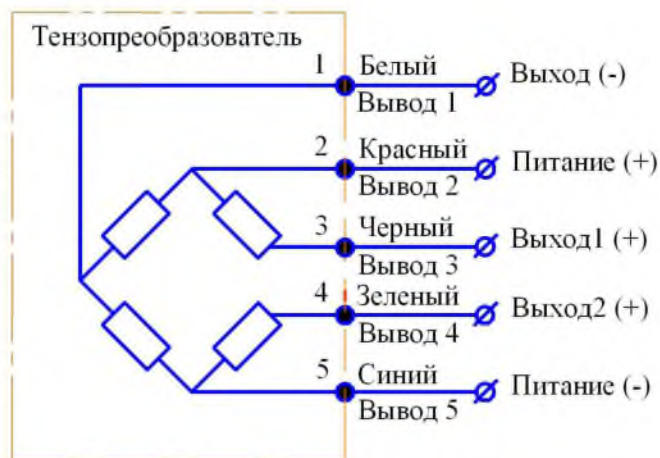 Тензопреобразователь
1 Белый Выход (-)
Вывод 1
2 Красный Питание (+)
Вывод 2
3 Черный Выход1 (+)
Вывод 3
4 Зеленый Выход2 (+)
Вывод 4
5 Синий Питание (-)
Вывод 5